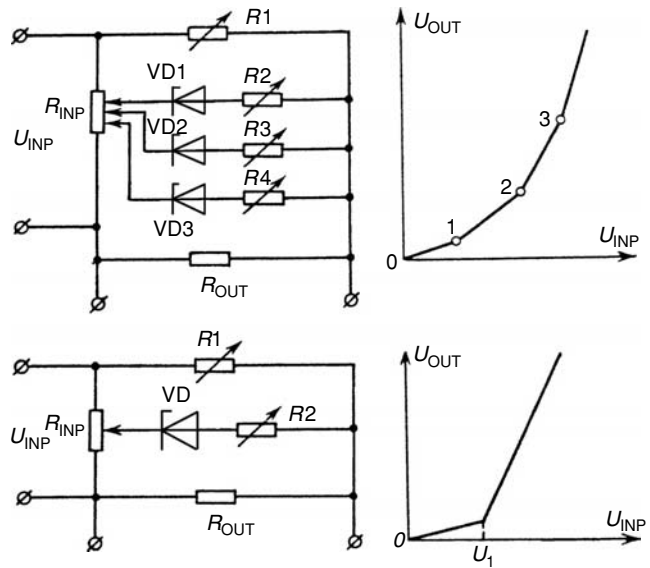 R1
U_OUT
VD1
R2
R_INP
VD2
R3
U_INP
3
R4
2
VD3
1
U_INP
0
R_OUT
R1
U_OUT
VD
R2
R_INP
U_INP
R_OUT
U_INP
0
U_1